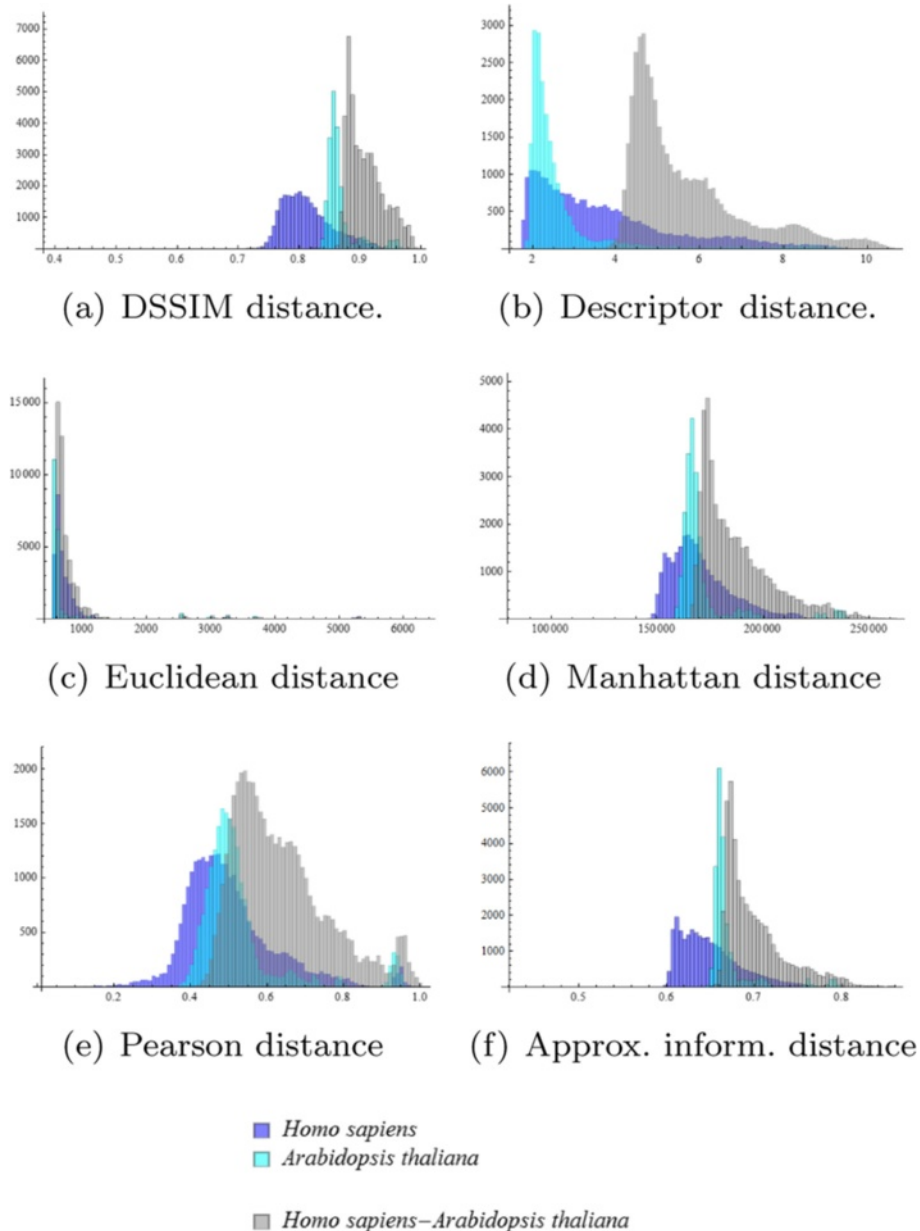 7000
6000
5000
4000
3000
2000
1000
0.4 0.5 0.6 0.7 0.8 0.9 1.0
(a) DSSIM distance.
3000
2500
2000
1500
1000
500
2 4 6 8 10
(b) Descriptor distance.
15000
10000
5000
1000 2000 3000 4000 5000 6000
(c) Euclidean distance
5000
4000
3000
2000
1000
100000 150000 200000 250000
(d) Manhattan distance
2000
1500
1000
500
0.2 0.4 0.6 0.8 1.0
(e) Pearson distance
6000
5000
4000
3000
2000
1000
0.5 0.6 0.7 0.8
(f) Approx. inform. distance
Homo sapiens
Arabidopsis thaliana
Homo sapiens–Arabidopsis thaliana